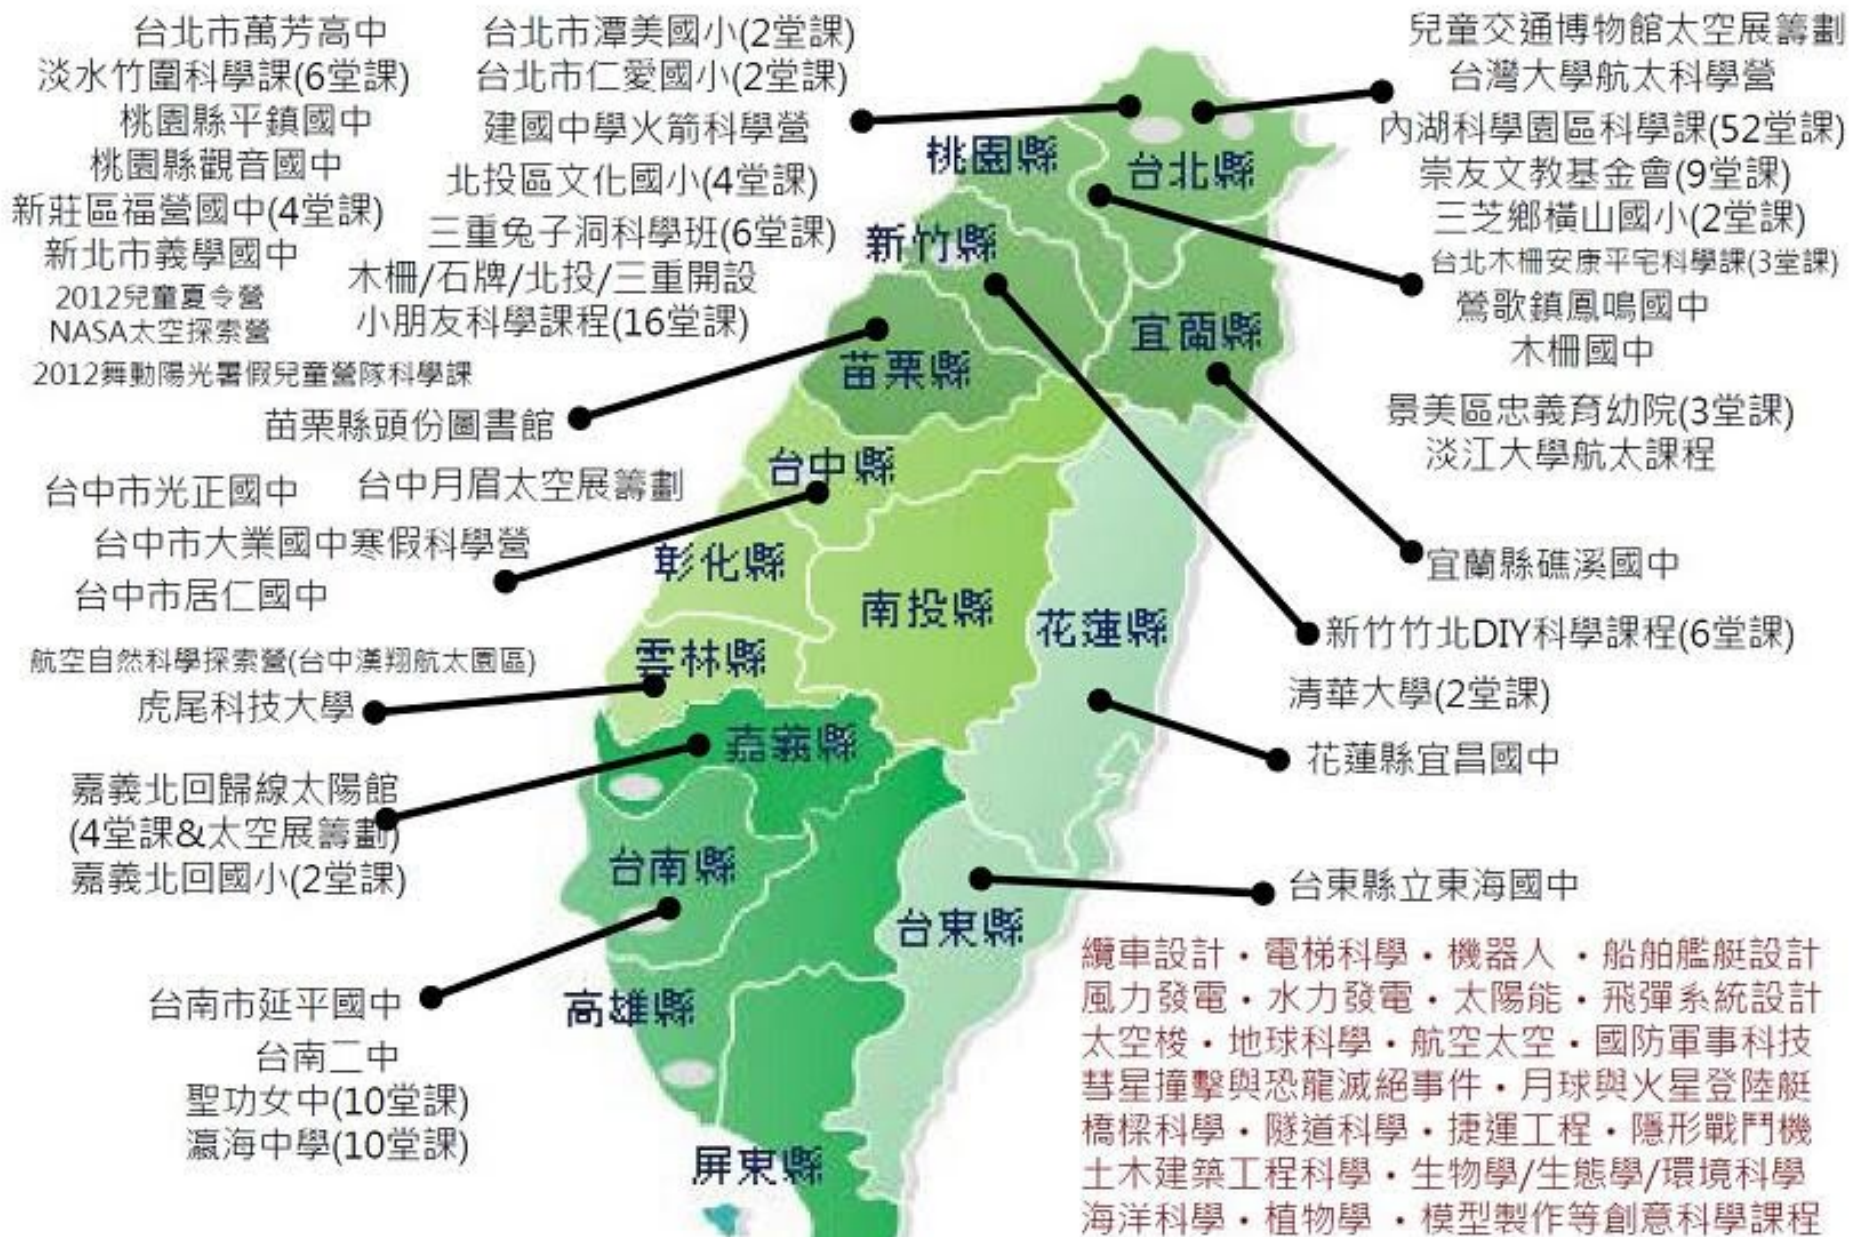 台北市萬芳高中
淡水竹圍科學課(6堂課)
桃園縣平鎮國中
桃園縣觀音國中
新莊區福營國中(4堂課)
新北市義學國中
2012兒童夏令營
NASA太空探索營
2012舞動陽光暑假兒童營隊科學課
苗栗縣頭份圖書館
台北市潭美國小(2堂課)
台北市仁愛國小(2堂課)
建國中學火箭科學營
北投區文化國小(4堂課)
三重兔子洞科學班(6堂課)
木柵/石牌/北投/三重開設
小朋友科學課程(16堂課)
兒童交通博物館太空展籌劃
台灣大學航太科學營
內湖科學園區科學課(52堂課)
崇友文教基金會(9堂課)
三芝鄉橫山國小(2堂課)
台北木柵安康平宅科學課(3堂課)
鶯歌鎮鳳鳴國中
木柵國中
景美區忠義育幼院(3堂課)
淡江大學航太課程
宜蘭縣礁溪國中
新竹竹北DIY科學課程(6堂課)
清華大學(2堂課)
花蓮縣宜昌國中
台東縣立東海國中
台中市光正國中
台中月眉太空展籌劃
台中市大業國中寒假科學營
台中市居仁國中
航空自然科學探索營(台中漢翔航太園區)
虎尾科技大學
嘉義北回歸線太陽館
(4堂課&太空展籌劃)
嘉義北回國小(2堂課)
台南市延平國中
台南二中
聖功女中(10堂課)
瀛海中學(10堂課)
桃園縣
台北縣
新竹縣
宜蘭縣
苗栗縣
台中縣
彰化縣
南投縣
花蓮縣
雲林縣
嘉義縣
台南縣
台東縣
高雄縣
屏東縣
纜車設計・電梯科學・機器人・船舶艦艇設計
風力發電・水力發電・太陽能・飛彈系統設計
太空梭・地球科學・航空太空・國防軍事科技
彗星撞擊與恐龍滅絕事件・月球與火星登陸艇
橋樑科學・隧道科學・捷運工程・隱形戰鬥機
土木建築工程科學・生物學/生態學/環境科學
海洋科學・植物學・模型製作等創意科學課程